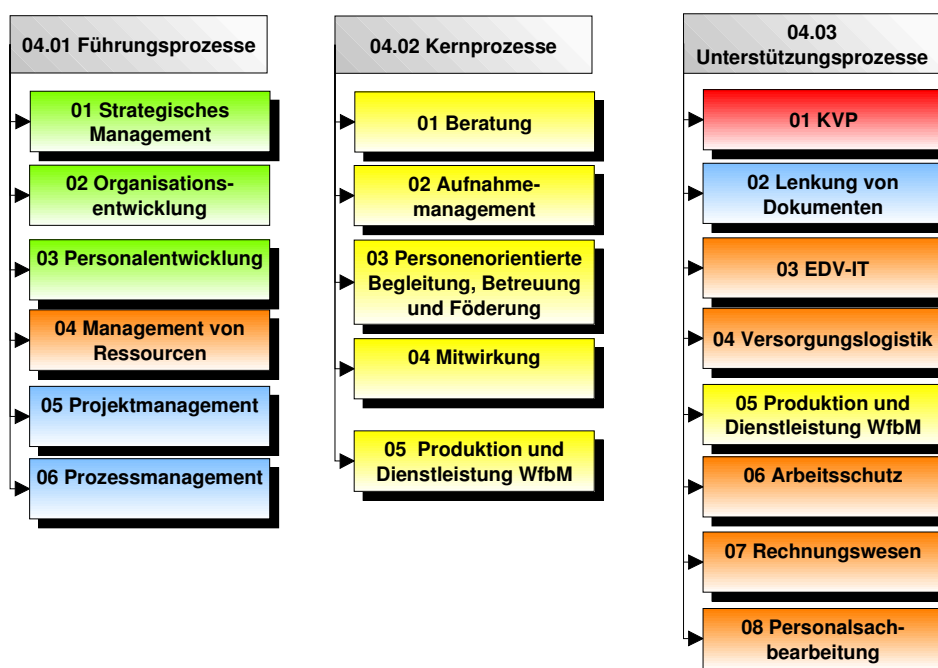 04.01 Führungsprozesse
01 Strategisches
Management
02 Organisations-
entwicklung
03 Personalentwicklung
04 Management von
Ressourcen
05 Projektmanagement
06 Prozessmanagement
04.02 Kernprozesse
01 Beratung
02 Aufnahme-
management
03 Personenorientierte
Begleitung, Betreuung
und Föderung
04 Mitwirkung
05 Produktion und
Dienstleistung WfbM
04.03
Unterstützungsprozesse
01 KVP
02 Lenkung von
Dokumenten
03 EDV-IT
04 Versorgungslogistik
05 Produktion und
Dienstleistung WfbM
06 Arbeitsschutz
07 Rechnungswesen
08 Personalsach-
bearbeitung